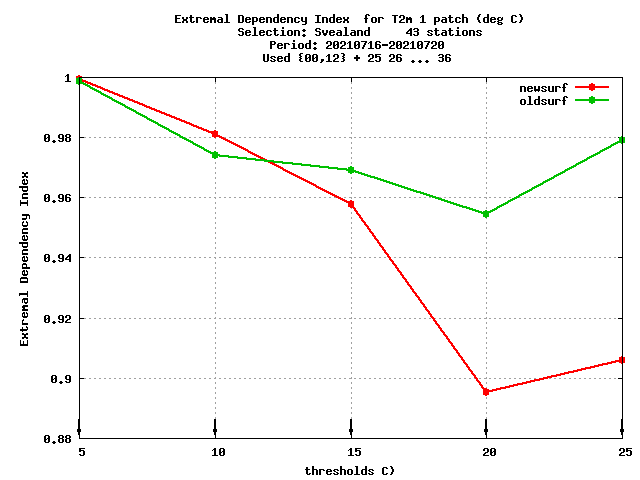 Extremal Dependency Index  for T2m 1 patch (deg C)
Selection: Svealand     43 stations
Period: 20210716-20210720
Used {00,12} + 25 26 ... 36
newsurf
oldsurf
1
0.98
0.96
0.94
0.92
0.9
0.88
Extremal Dependency Index
5
10
15
20
25
thresholds C)